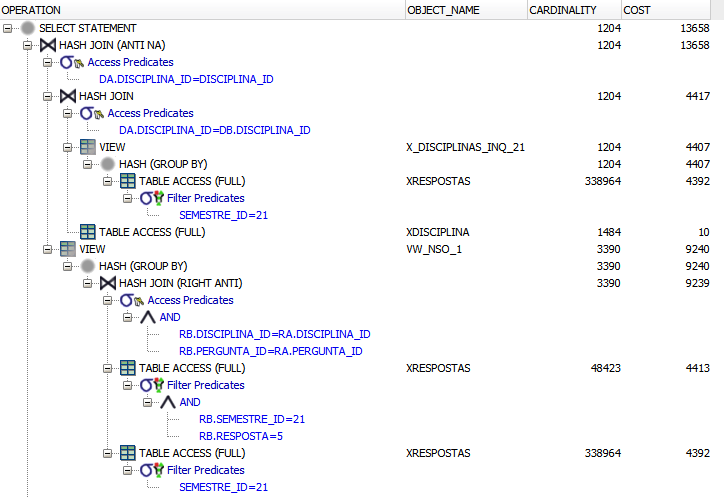 OPERATION OBJECT_NAME CARDINALITY COST
SELECT STATEMENT 1204 13658
HASH JOIN (ANTI NA) 1204 13658
Access Predicates
DA.DISCIPLINA_ID=DISCIPLINA_ID
HASH JOIN 1204 4417
Access Predicates
DA.DISCIPLINA_ID=DB.DISCIPLINA_ID
VIEW X_DISCIPLINAS_INQ_21 1204 4407
HASH (GROUP BY) 1204 4407
TABLE ACCESS (FULL) XRESPOSTAS 338964 4392
Filter Predicates
SEMESTRE_ID=21
TABLE ACCESS (FULL) XDISCIPLINA 1484 10
VIEW VW_NSO_1 3390 9240
HASH (GROUP BY) 3390 9240
HASH JOIN (RIGHT ANTI) 3390 9239
Access Predicates
AND
RB.DISCIPLINA_ID=RA.DISCIPLINA_ID
RB.PERGUNTA_ID=RA.PERGUNTA_ID
TABLE ACCESS (FULL) XRESPOSTAS 48423 4413
Filter Predicates
AND
RB.SEMESTRE_ID=21
RB.RESPOSTA=5
TABLE ACCESS (FULL) XRESPOSTAS 338964 4392
Filter Predicates
SEMESTRE_ID=21